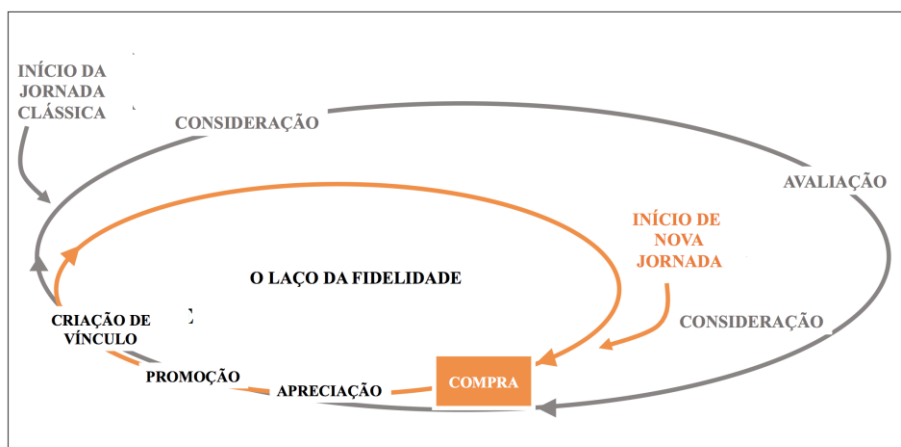 INÍCIO DA
JORNADA
CLÁSSICA
CONSIDERAÇÃO
AVALIAÇÃO
INÍCIO DE
NOVA
JORNADA
O LAÇO DA FIDELIDADE
CONSIDERAÇÃO
CRIAÇÃO DE
VÍNCULO
PROMOÇÃO
APRECIAÇÃO
COMPRA